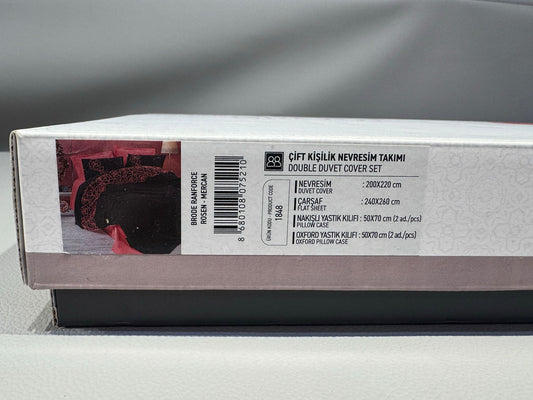 BRODE RANFORCE
ROSEN - MERCAN
8 680108 075210
ÜRÜN KODU - PRODUCT CODE
1848
ÇİFT KİŞİLİK NEVRESİM TAKIMI
DOUBLE DUVET COVER SET
NEVRESİM : 200X220 cm
DUVET COVER
ÇARŞAF : 240X260 cm
FLAT SHEET
NAKIŞLI YASTIK KILIFI : 50X70 cm (2 ad./pcs)
PILLOW CASE
OXFORD YASTIK KILIFI : 50X70 cm (2 ad./pcs)
OXFORD PILLOW CASE